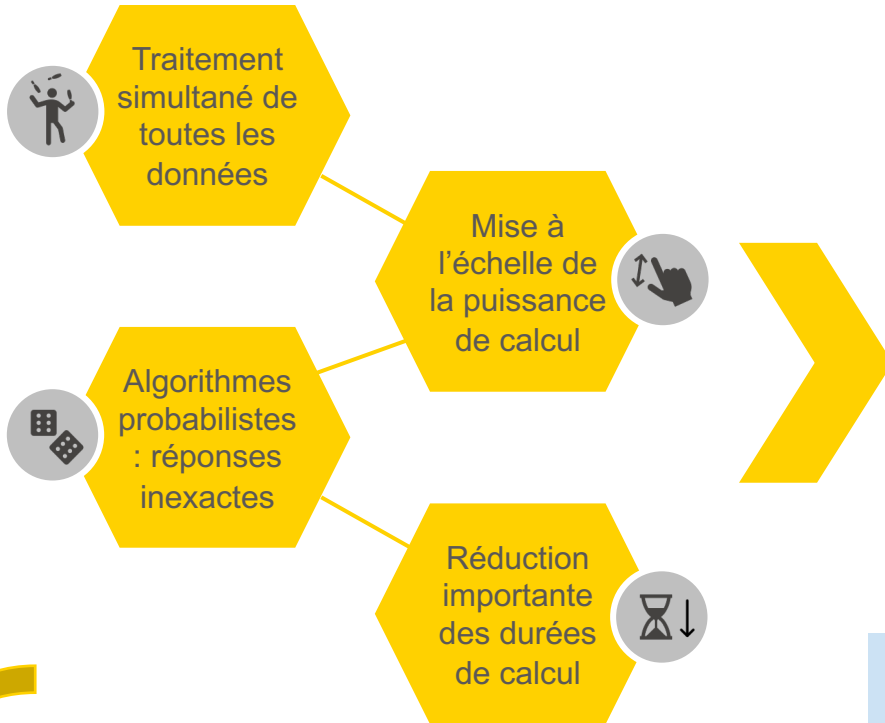 Traitement
simultané de
toutes les
données
Mise à
l’échelle de
la puissance
de calcul
Algorithmes
probabilistes
: réponses
inexactes
Réduction
importante
des durées
de calcul